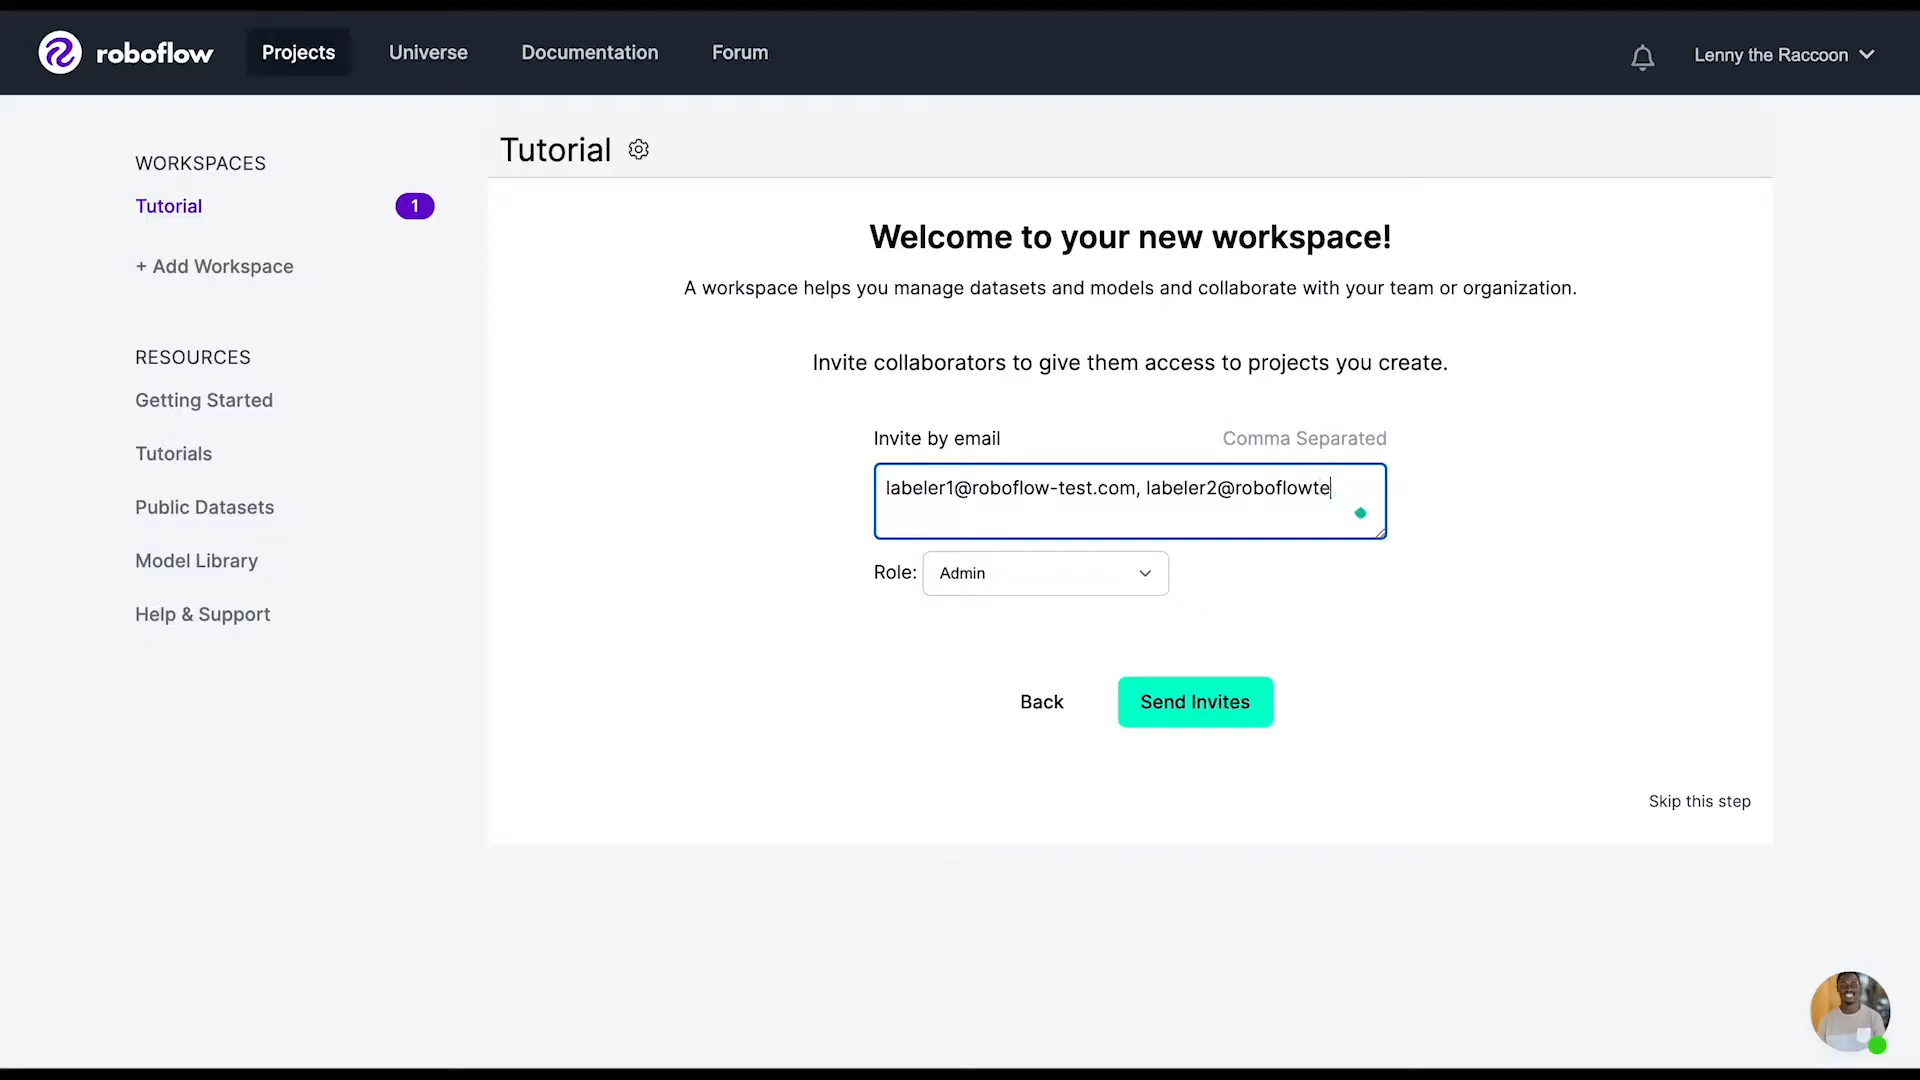 roboflow
Projects
Universe
Documentation
Forum
Lenny the Raccoon
WORKSPACES
Tutorial
1
+ Add Workspace
RESOURCES
Getting Started
Tutorials
Public Datasets
Model Library
Help & Support
Tutorial
Welcome to your new workspace!
A workspace helps you manage datasets and models and collaborate with your team or organization.
Invite collaborators to give them access to projects you create.
Invite by email
Comma Separated
labeler1@roboflow-test.com, labeler2@roboflowte
Role: Admin
Back
Send Invites
Skip this step